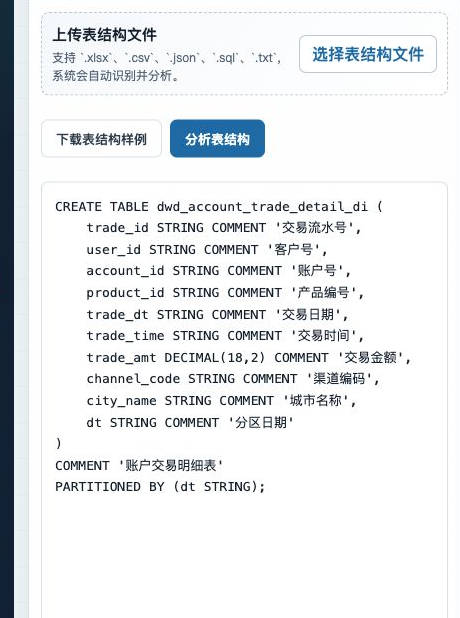 上传表结构文件
支持 `.xlsx`、`.csv`、`.json`、`.sql`、`.txt`，
系统会自动识别并分析。
选择表结构文件
下载表结构样例
分析表结构
CREATE TABLE dwd_account_trade_detail_di (
    trade_id STRING COMMENT '交易流水号',
    user_id STRING COMMENT '客户号',
    account_id STRING COMMENT '账户号',
    product_id STRING COMMENT '产品编号',
    trade_dt STRING COMMENT '交易日期',
    trade_time STRING COMMENT '交易时间',
    trade_amt DECIMAL(18,2) COMMENT '交易金额',
    channel_code STRING COMMENT '渠道编码',
    city_name STRING COMMENT '城市名称',
    dt STRING COMMENT '分区日期'
)
COMMENT '账户交易明细表'
PARTITIONED BY (dt STRING);